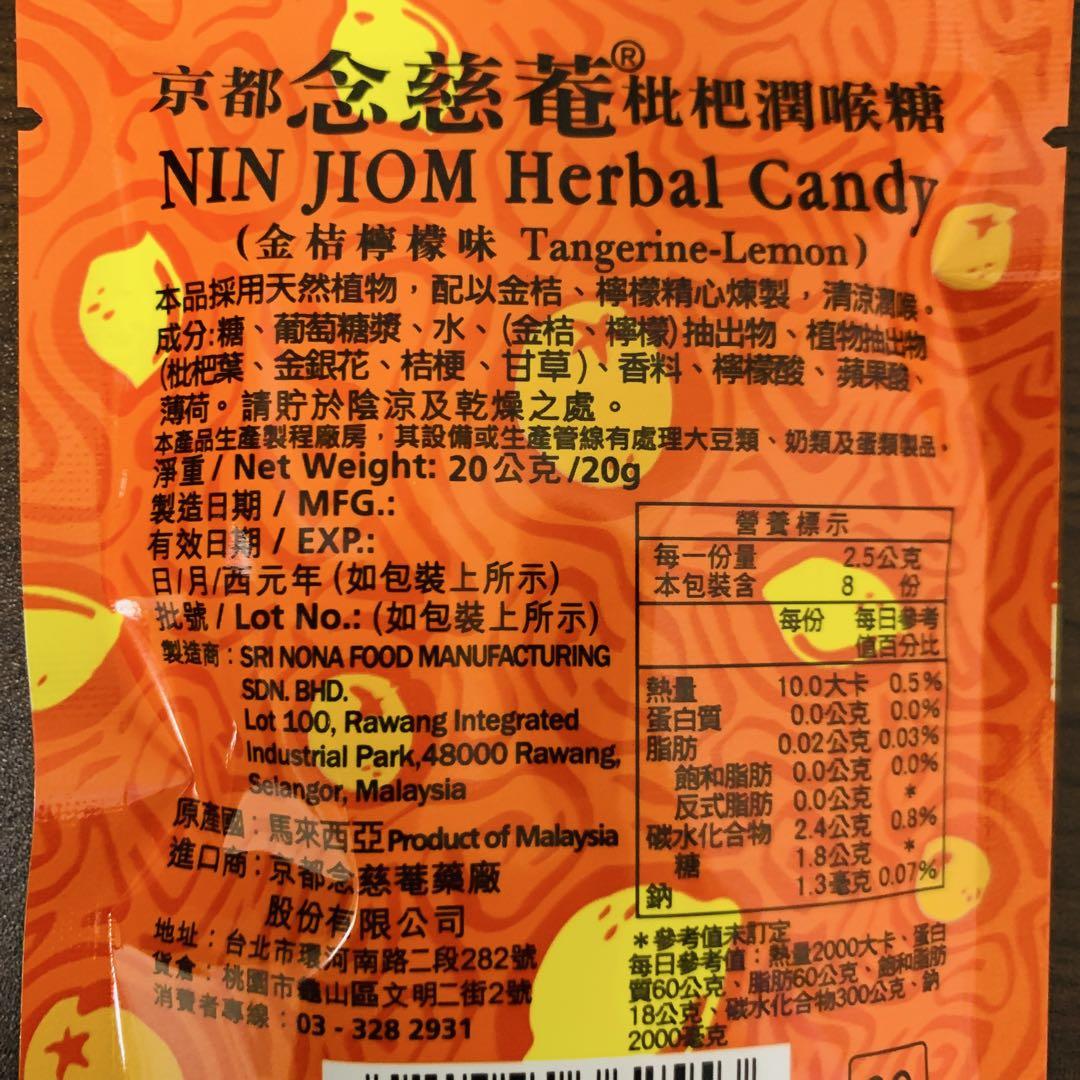 京都念慈菴®枇杷潤喉糖
NIN JIOM Herbal Candy
(金桔檸檬味 Tangerine-Lemon)
本品採用天然植物，配以金桔、檸檬精心煉製，清涼潤喉。
成分:糖、葡萄糖漿、水、(金桔、檸檬)抽出物、植物抽出物
(枇杷葉、金銀花、桔梗、甘草)、香料、檸檬酸、蘋果酸、
薄荷。請貯於陰涼及乾燥之處。
本產品生產製程廠房，其設備或生產管線有處理大豆類、奶類及蛋類製品。
淨重 / Net Weight: 20公克/20g
製造日期 / MFG.:
有效日期 / EXP.:
日/月/西元年 (如包裝上所示)
批號 / Lot No.: (如包裝上所示)
製造商：SRI NONA FOOD MANUFACTURING
SDN. BHD.
Lot 100, Rawang Integrated
Industrial Park,48000 Rawang,
Selangor, Malaysia
原產國：馬來西亞Product of Malaysia
進口商：京都念慈菴藥廠
股份有限公司
地址：台北市環河南路二段282號
貨倉：桃園市龜山區文明二街2號
消費者專線：03 - 328 2931
營養標示
每一份量 2.5公克
本包裝含 8 份
每份 每日參考
值百分比
熱量 10.0大卡 0.5%
蛋白質 0.0公克 0.0%
脂肪 0.02公克 0.03%
飽和脂肪 0.0公克 0.0%
反式脂肪 0.0公克 *
碳水化合物 2.4公克 0.8%
糖 1.8公克 *
鈉 1.3毫克 0.07%
＊參考值未訂定
每日參考值：熱量2000大卡、蛋白
質60公克、脂肪60公克、飽和脂肪
18公克、碳水化合物300公克、鈉
2000毫克